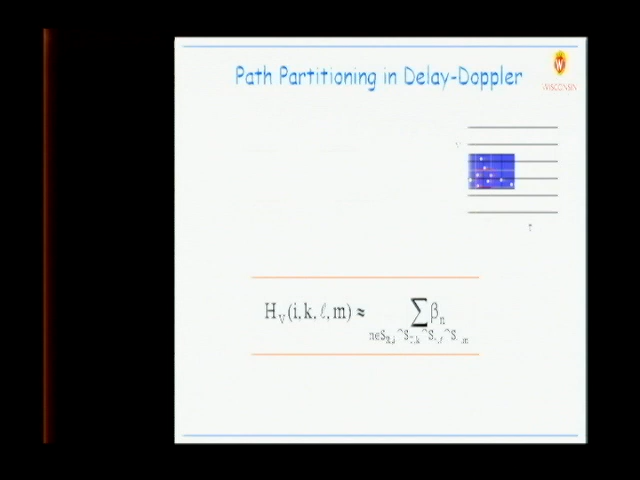 Path Partitioning in Delay-Doppler
WISCONSIN
ν
τ
H_V(i, k, ℓ, m) ≈ ∑ β_n